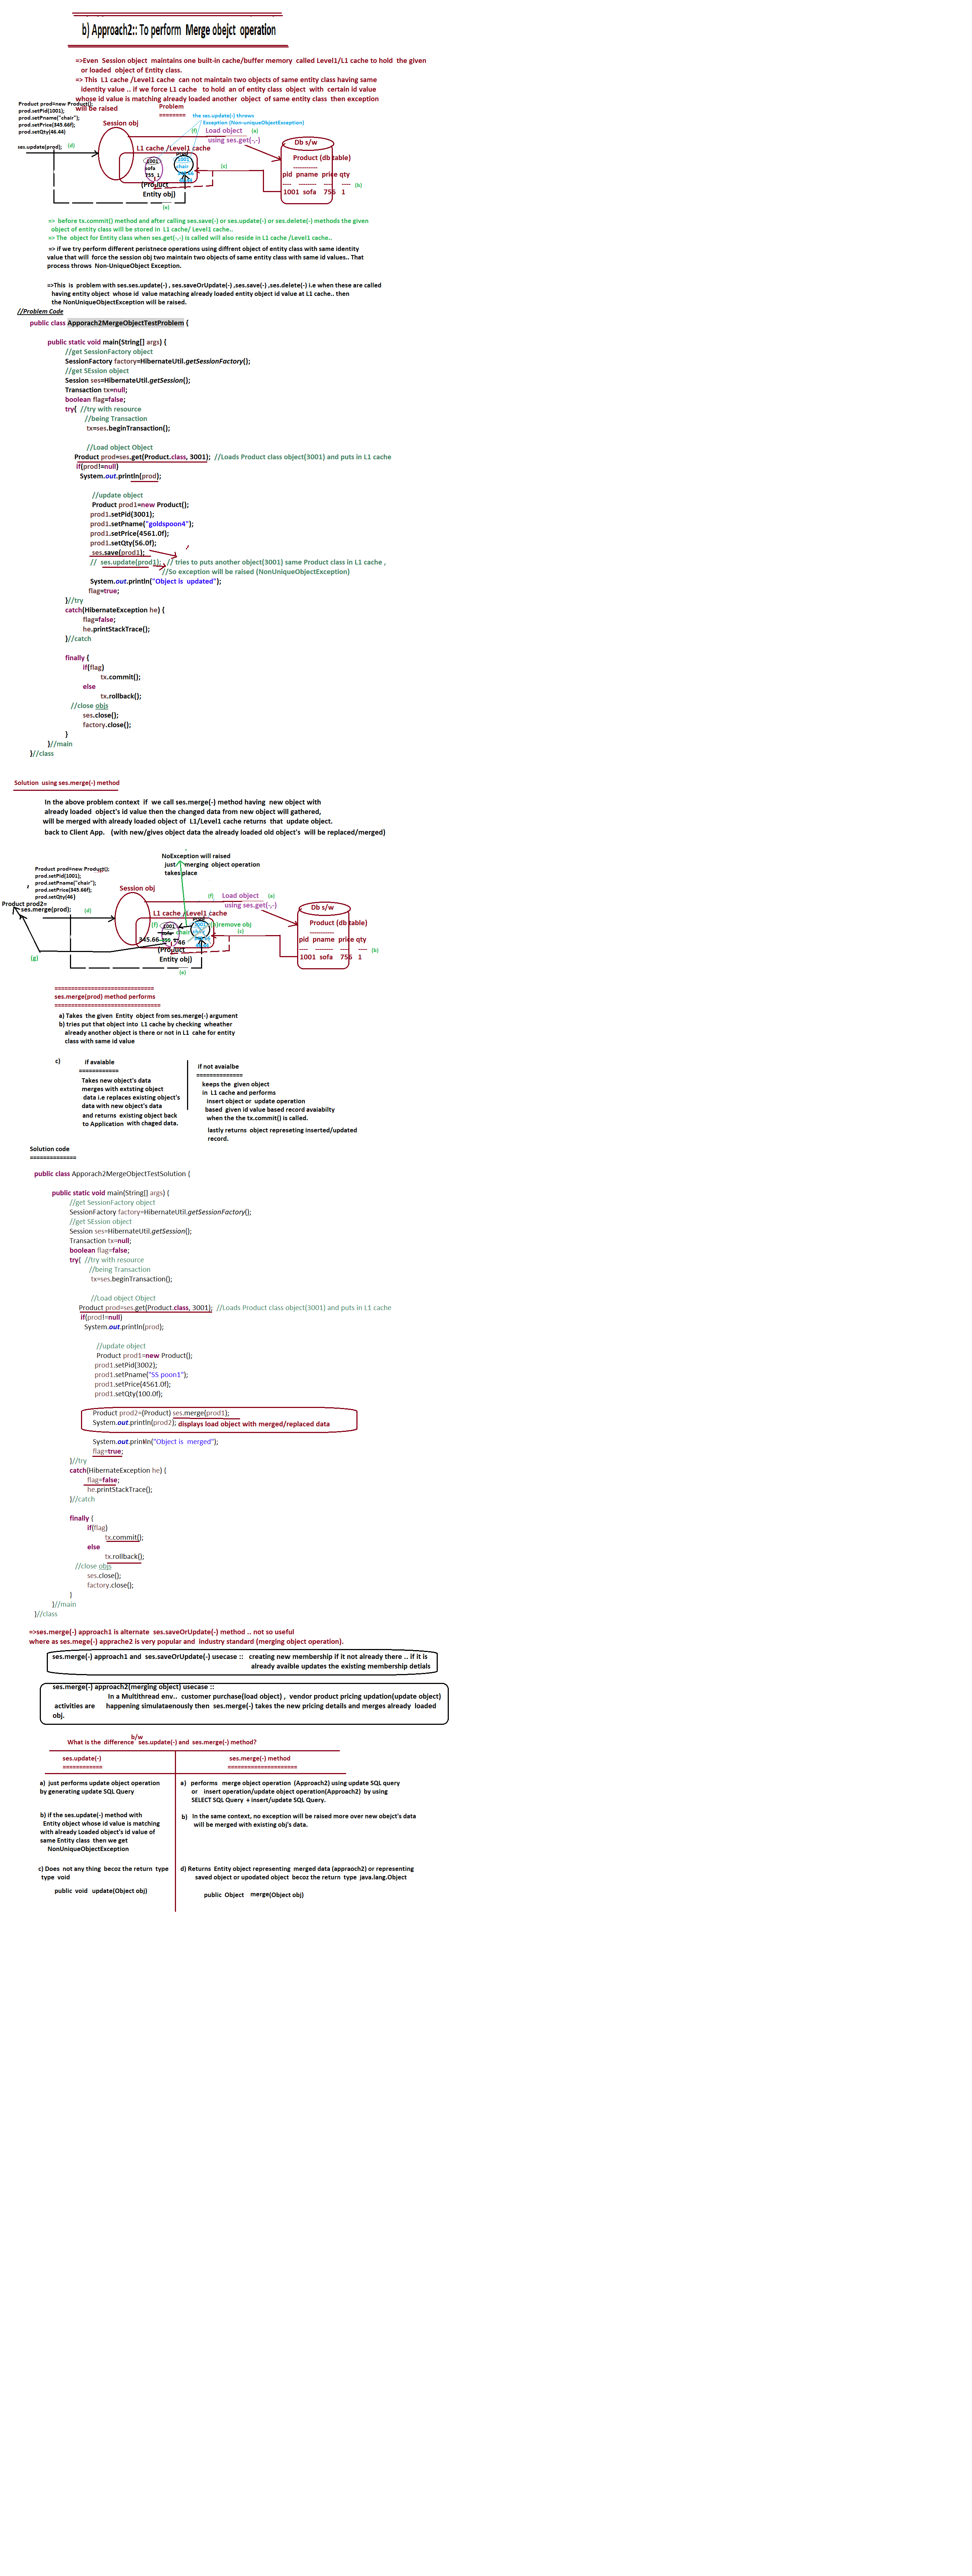 b) Approach2:: To perform Merge obejct operation
=>Even Session object maintains one built-in cache/buffer memory called Level1/L1 cache to hold the given
or loaded object of Entity class.
=> This L1 cache /Level1 cache can not maintain two objects of same entity class having same
identity value .. if we force L1 cache to hold an of entity class object with certain id value
whose id value is matching already loaded another object of same entity class then exception
will be raised
Product prod=new Product();
prod.setPid(1001);
prod.setPname("chair");
prod.setPrice(345.66f);
prod.setQty(46.44)
ses.update(prod);
(d)
Problem
========
the ses.update(-) throws
Exception (Non-uniqueObjectException)
Session obj
(f)
Load object (a)
using ses.get(-,-)
L1 cache /Level1 cache
1001
sofa
755 1
1001
chair
(Product
Entity obj)
(c)
(e)
Db s/w
Product (db table)
------------
pid pname price qty
---- ------- ----- ----
1001 sofa 756 1
(b)
=> before tx.commit() method and after calling ses.save(-) or ses.update(-) or ses.delete(-) methods the given
object of entity class will be stored in L1 cache/ Level1 cache..
=> The object for Entity class when ses.get(-,-) is called will also reside in L1 cache /Level1 cache..
=> if we try perform different peristnece operations using diffrent object of entity class with same identity
value that will force the session obj two maintain two objects of same entity class with same id values.. That
process throws Non-UniqueObject Exception.
=>This is problem with ses.ses.update(-) , ses.saveOrUpdate(-) ,ses.save(-) ,ses.delete(-) i.e when these are called
having entity object whose id value mataching already loaded entity object id value at L1 cache.. then
the NonUniqueObjectException will be raised.
//Problem Code
public class Apporach2MergeObjectTestProblem {
public static void main(String[] args) {
//get SessionFactory object
SessionFactory factory=HibernateUtil.getSessionFactory();
//get SEssion object
Session ses=HibernateUtil.getSession();
Transaction tx=null;
boolean flag=false;
try{ //try with resource
//being Transaction
tx=ses.beginTransaction();
//Load object Object
Product prod=ses.get(Product.class, 3001); //Loads Product class object(3001) and puts in L1 cache
if(prod!=null)
System.out.println(prod);
//update object
Product prod1=new Product();
prod1.setPid(3001);
prod1.setPname("goldspoon4");
prod1.setPrice(4561.0f);
prod1.setQty(56.0f);
ses.save(prod1);
// ses.update(prod1); // tries to puts another object(3001) same Product class in L1 cache ,
//So exception will be raised (NonUniqueObjectException)
System.out.println("Object is updated");
flag=true;
}//try
catch(HibernateException he) {
flag=false;
he.printStackTrace();
}//catch
finally {
if(flag)
tx.commit();
else
tx.rollback();
//close objs
ses.close();
factory.close();
}
}//main
}//class
Solution using ses.merge(-) method
In the above problem context if we call ses.merge(-) method having new object with
already loaded object's id value then the changed data from new object will gathered,
will be merged with already loaded object of L1/Level1 cache returns that update object.
back to Client App. (with new/gives object data the already loaded old object's will be replaced/merged)
NoException will raised
just merging object operation
takes place
Product prod=new Product();
prod.setPid(1001);
prod.setPname("chair");
prod.setPrice(345.66f);
prod.setQty(46)
Product prod2=
ses.merge(prod);
(d)
(g)
Session obj
(f)
Load object (a)
using ses.get(-,-)
L1 cache /Level1 cache
(f)
1001
sofa
chair
345.66
755 1
46
remove obj
(Product
Entity obj)
(c)
(e)
Db s/w
Product (db table)
------------
pid pname price qty
---- ------- ----- ----
1001 sofa 756 1
(b)
==============================
ses.merge(prod) method performs
================================
a) Takes the given Entity object from ses.merge(-) argument
b) tries put that object into L1 cache by checking wheather
already another object is there or not in L1 cahe for entity
class with same id value
c)
if avaiable
============
Takes new object's data
merges with extsting object
data i.e replaces existing object's
data with new object's data
and returns existing object back
to Application with chaged data.
if not avaialbe
==============
keeps the given object
in L1 cache and performs
insert object or update operation
based given id value based record avaiabilty
when the the tx.commit() is called.
lastly returns object represeting inserted/updated
record.
Solution code
==============
public class Apporach2MergeObjectTestSolution {
public static void main(String[] args) {
//get SessionFactory object
SessionFactory factory=HibernateUtil.getSessionFactory();
//get SEssion object
Session ses=HibernateUtil.getSession();
Transaction tx=null;
boolean flag=false;
try{ //try with resource
//being Transaction
tx=ses.beginTransaction();
//Load object Object
Product prod=ses.get(Product.class, 3001); //Loads Product class object(3001) and puts in L1 cache
if(prod!=null)
System.out.println(prod);
//update object
Product prod1=new Product();
prod1.setPid(3002);
prod1.setPname("SS poon1");
prod1.setPrice(4561.0f);
prod1.setQty(100.0f);
Product prod2=(Product) ses.merge(prod1);
System.out.println(prod2); displays load object with merged/replaced data
System.out.println("Object is merged");
flag=true;
}//try
catch(HibernateException he) {
flag=false;
he.printStackTrace();
}//catch
finally {
if(flag)
tx.commit();
else
tx.rollback();
//close objs
ses.close();
factory.close();
}
}//main
}//class
=>ses.merge(-) approach1 is alternate ses.saveOrUpdate(-) method .. not so useful
where as ses.mege(-) apprache2 is very popular and industry standard (merging object operation).
ses.merge(-) approach1 and ses.saveOrUpdate(-) usecase :: creating new membership if it not already there .. if it is
already avaible updates the existing membership detials
ses.merge(-) approach2(merging object) usecase ::
In a Multithread env.. customer purchase(load object) , vendor product pricing updation(update object)
activities are happening simulataenously then ses.merge(-) takes the new pricing details and merges already loaded
obj.
What is the difference b/w ses.update(-) and ses.merge(-) method?
ses.update(-)
============
a) just performs update object operation
by generating update SQL Query
b) if the ses.update(-) method with
Entity object whose id value is matching
with already Loaded object's id value of
same Entity class then we get
NonUniqueObjectException
c) Does not any thing becoz the return type
type void
public void update(Object obj)
ses.merge(-) method
=====================
a) performs merge object operation (Approach2) using update SQL query
or insert operation/update object operation(Approach2) by using
SELECT SQL Query + insert/update SQL Query.
b) In the same context, no exception will be raised more over new obejct's data
will be merged with existing obj's data.
d) Returns Entity object representing merged data (appraoch2) or representing
saved object or upodated object becoz the return type java.lang.Object
public Object merge(Object obj)